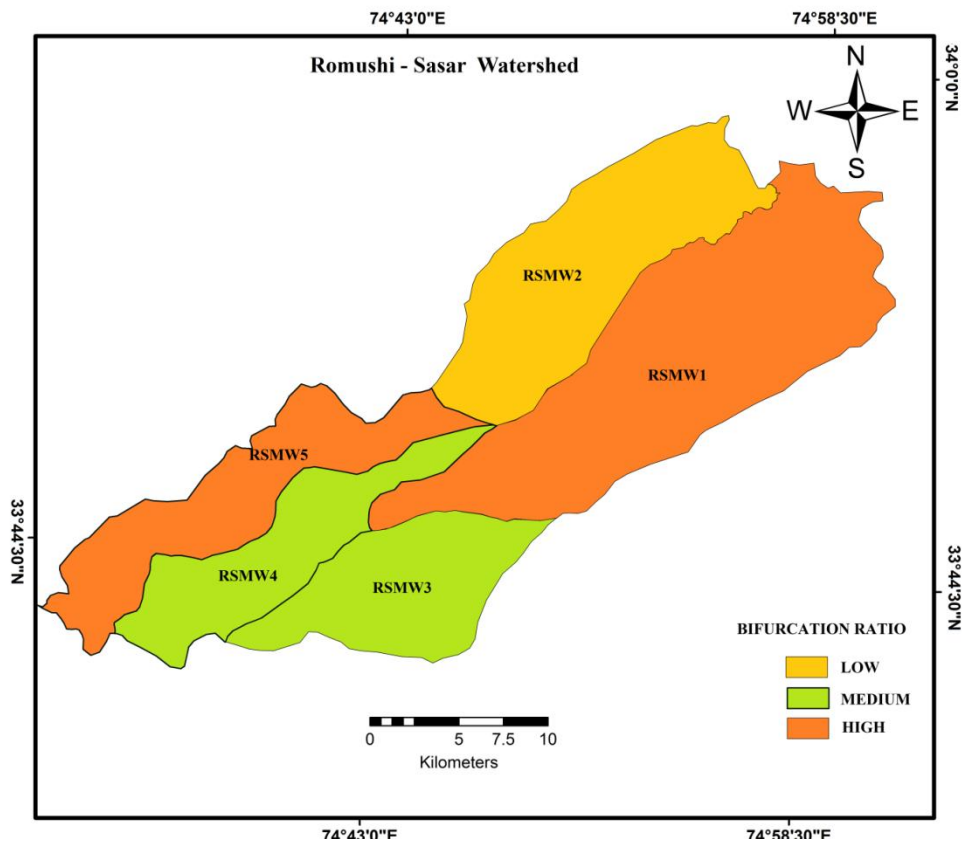 74°43'0"E
74°58'30"E
Romushi - Sasar Watershed
34°0'0"N
N
W E
S
RSMW2
RSMW1
RSMW5
33°44'30"N
RSMW4
RSMW3
33°44'30"N
BIFURCATION RATIO
LOW
MEDIUM
HIGH
0 5 7.5 10
Kilometers
74°43'0"E
74°58'30"E